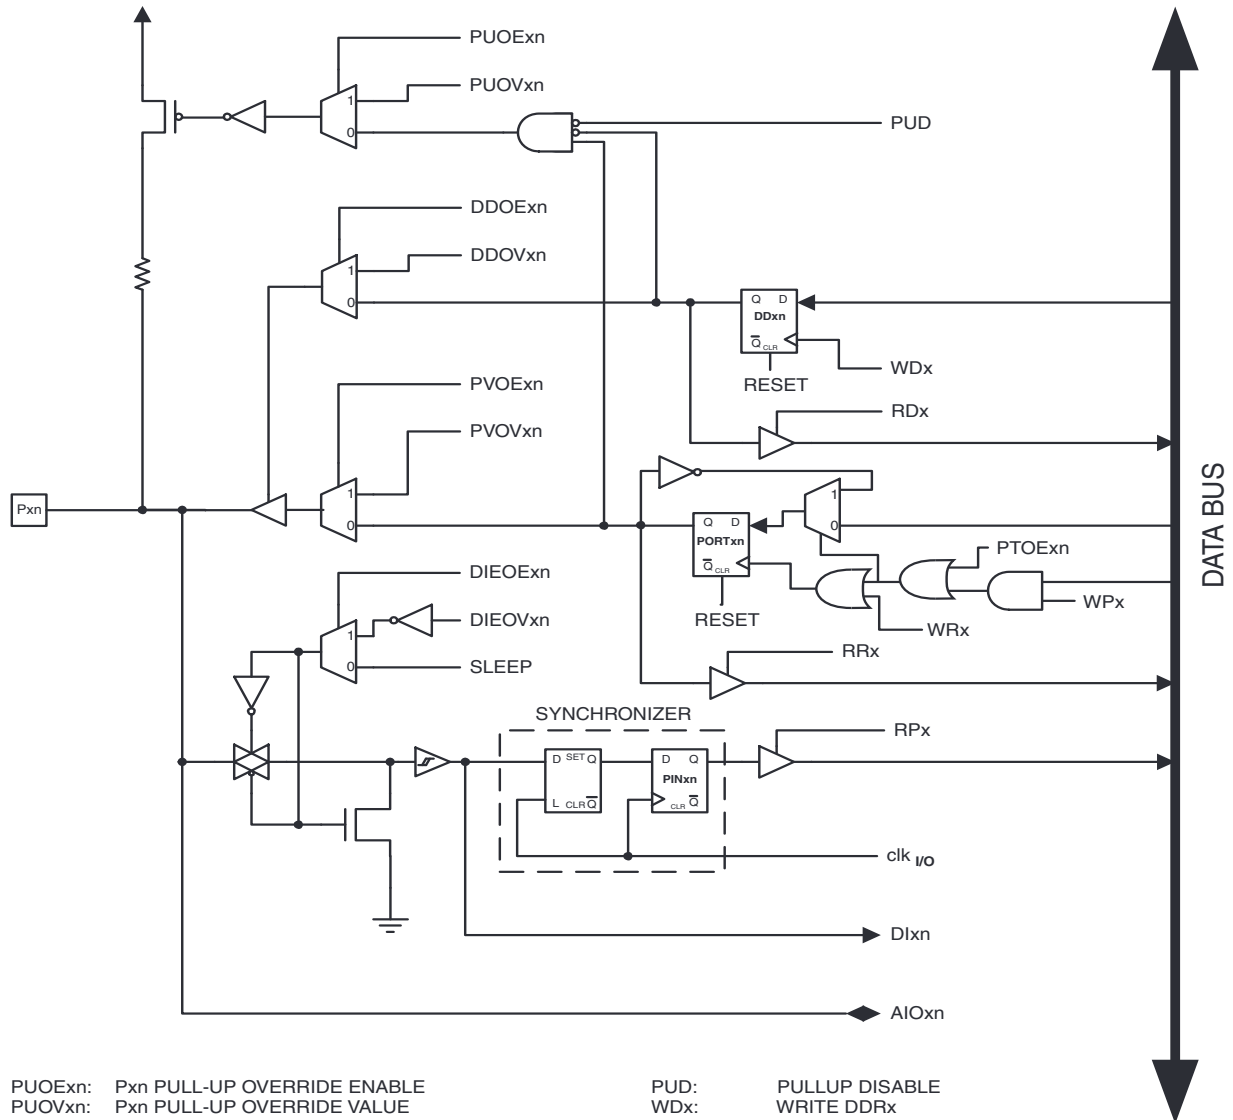 PUOExn
PUOVxn
1
0
PUD
DDOExn
DDOVxn
1
0
Q D
DDxn
Q CLR
WDx
RESET
RDx
PVOExn
PVOVxn
1
0
Pxn
1
0
Q D
PORTxn
Q CLR
RESET
PTOExn
WPx
WRx
RRx
DATA BUS
DIEOExn
DIEOVxn
SLEEP
1
0
SYNCHRONIZER
D SET Q
L CLR Q
D Q
PINxn
CLR Q
RPx
clk I/O
DIxn
AIOxn
PUOExn: Pxn PULL-UP OVERRIDE ENABLE
PUOVxn: Pxn PULL-UP OVERRIDE VALUE
PUD: PULLUP DISABLE
WDx: WRITE DDRx